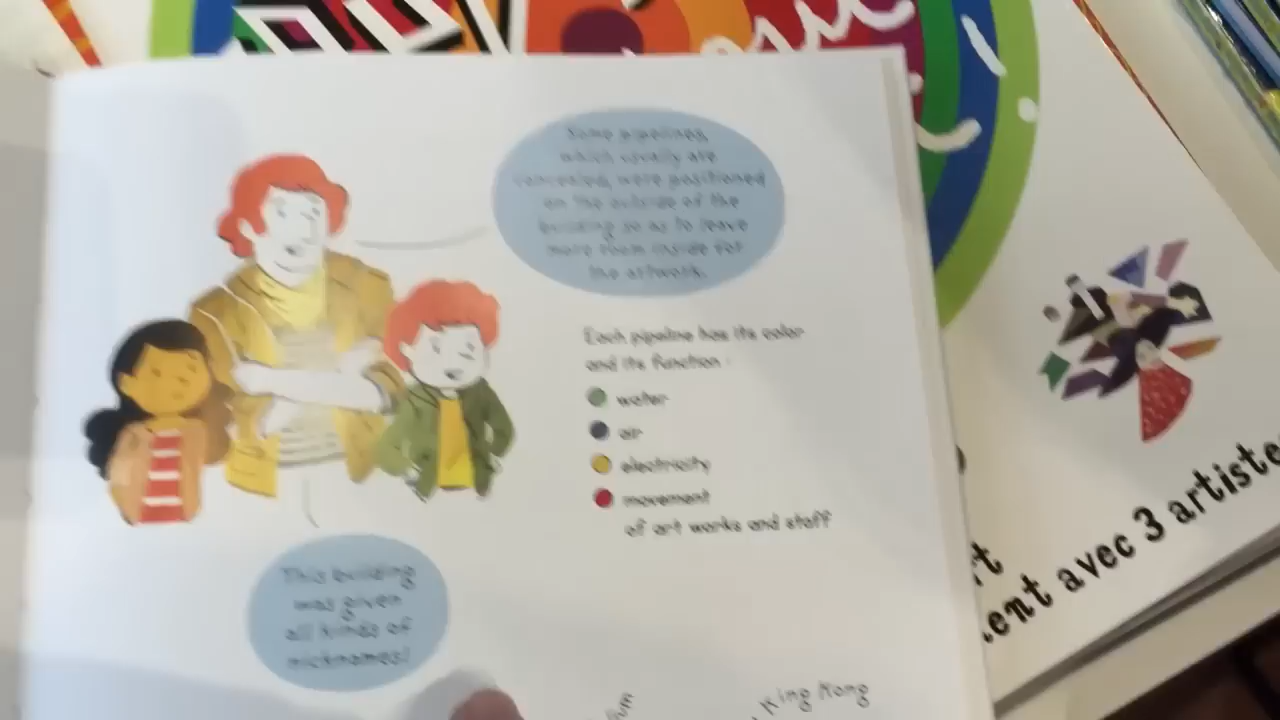 Some pipelines,
which usually are
concealed, were positioned
on the outside of the
building so as to leave
more room inside for
the artwork.
Each pipeline has its color
and its function :
water
air
electricity
movement
of art works and staff
This building
was given
all kinds of
nicknames!
King Kong
ent avec 3 artiste